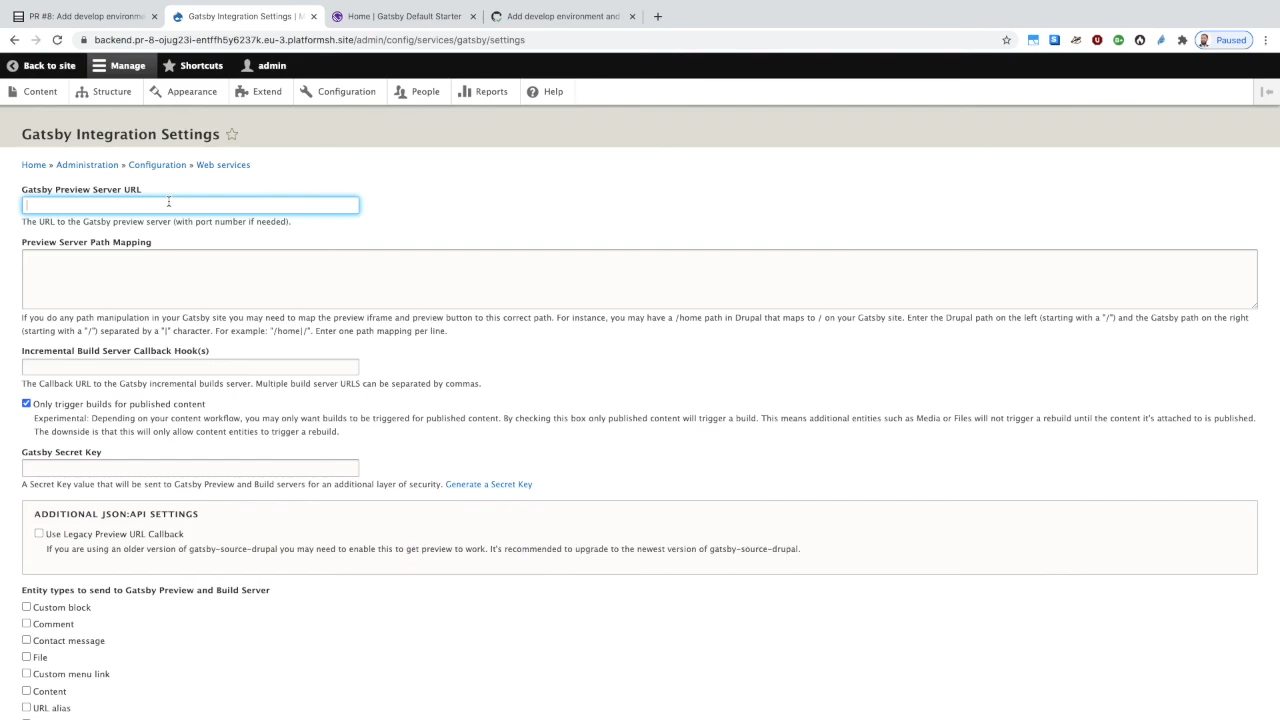 PR #8: Add develop environme
Gatsby Integration Settings | M
Home | Gatsby Default Starter
Add develop environment and
backend.pr-8-ojug23i-entffh5y6237k.eu-3.platformsh.site/admin/config/services/gatsby/settings
Paused
Back to site
Manage
Shortcuts
admin
Content
Structure
Appearance
Extend
Configuration
People
Reports
Help
Gatsby Integration Settings
Home » Administration » Configuration » Web services
Gatsby Preview Server URL
The URL to the Gatsby preview server (with port number if needed).
Preview Server Path Mapping
If you do any path manipulation in your Gatsby site you may need to map the preview iframe and preview button to this correct path. For instance, you may have a /home path in Drupal that maps to / on your Gatsby site. Enter the Drupal path on the left (starting with a "/") and the Gatsby path on the right
(starting with a "/") separated by a "|" character. For example: "/home|/". Enter one path mapping per line.
Incremental Build Server Callback Hook(s)
The Callback URL to the Gatsby incremental builds server. Multiple build server URLS can be separated by commas.
Only trigger builds for published content
Experimental: Depending on your content workflow, you may only want builds to be triggered for published content. By checking this box only published content will trigger a build. This means additional entities such as Media or Files will not trigger a rebuild until the content it's attached to is published.
The downside is that this will only allow content entities to trigger a rebuild.
Gatsby Secret Key
A Secret Key value that will be sent to Gatsby Preview and Build servers for an additional layer of security. Generate a Secret Key
ADDITIONAL JSON:API SETTINGS
Use Legacy Preview URL Callback
If you are using an older version of gatsby-source-drupal you may need to enable this to get preview to work. It's recommended to upgrade to the newest version of gatsby-source-drupal.
Entity types to send to Gatsby Preview and Build Server
Custom block
Comment
Contact message
File
Custom menu link
Content
URL alias